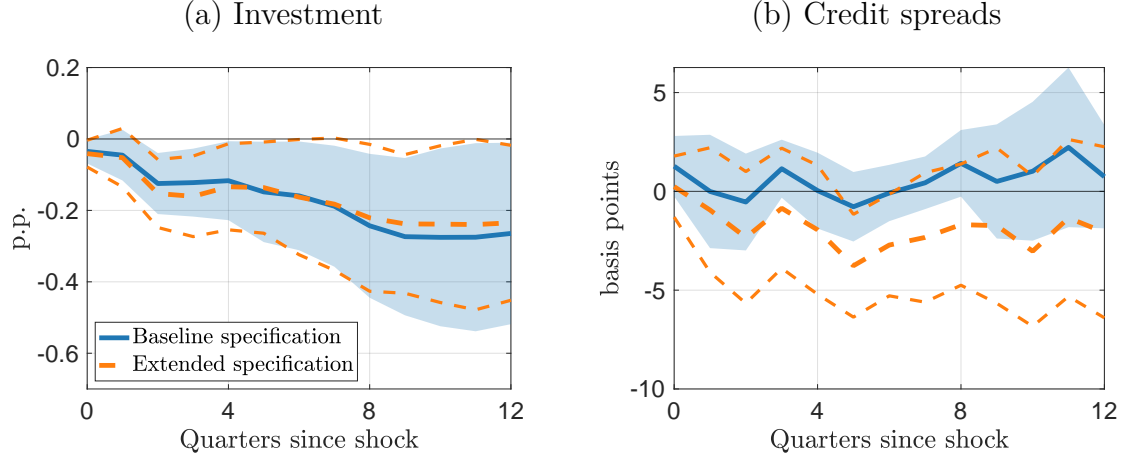 (a) Investment
0.2
0
-0.2
-0.4
-0.6
p.p.
Baseline specification
Extended specification
0 4 8 12
Quarters since shock
(b) Credit spreads
5
0
-5
-10
basis points
0 4 8 12
Quarters since shock